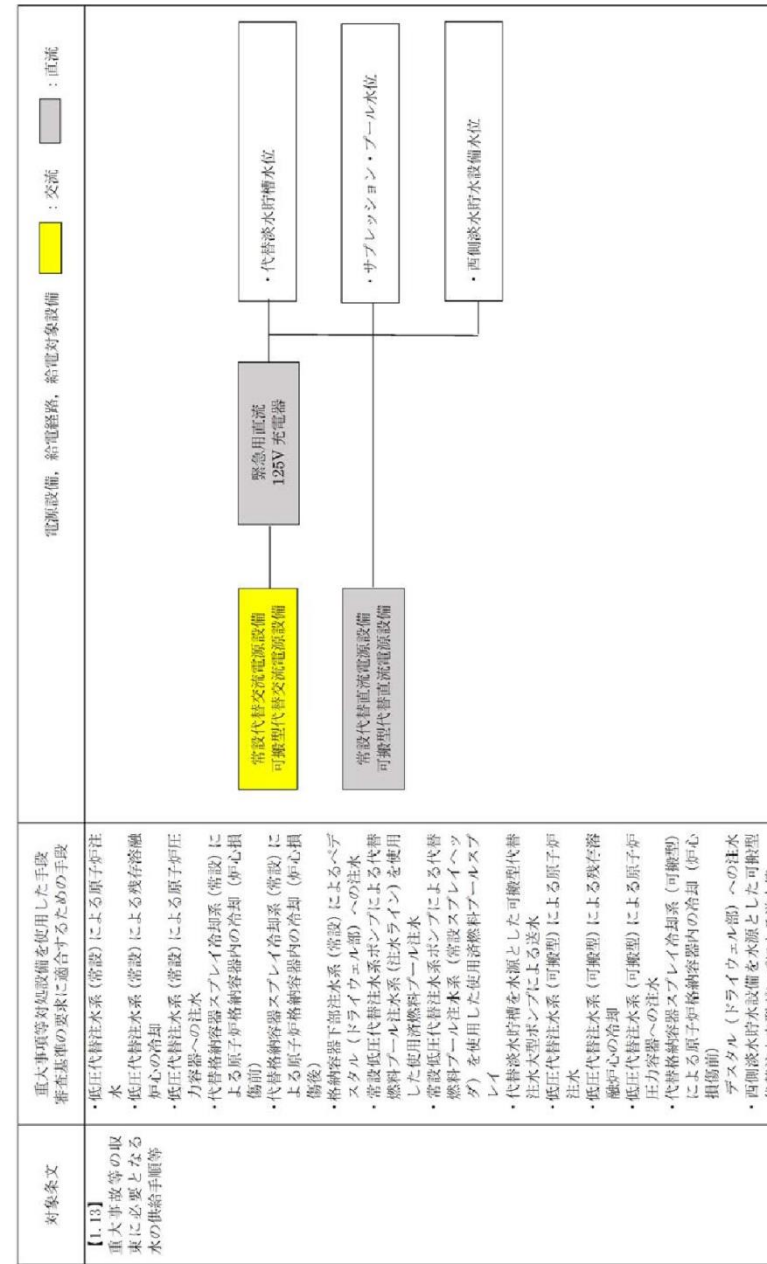 対象条文
重大事項等対処設備を使用した手段
審査基準の要求に適合するための手段
電源設備，給電経路，給電対象設備
：交流
：直流
【1.13】
重大事故等の収
束に必要となる
水の供給手順等
・低圧代替注水系（常設）による原子炉注
水
・低圧代替注水系（常設）による残存溶融
炉心の冷却
・低圧代替注水系（常設）による原子炉圧
力容器への注水
・代替格納容器スプレイ冷却系（常設）に
よる原子炉格納容器内の冷却（炉心損
傷前）
・代替格納容器スプレイ冷却系（常設）に
よる原子炉格納容器内の冷却（炉心損
傷後）
・格納容器下部注水系（常設）によるペデ
スタル（ドライウェル部）への注水
・常設低圧代替注水系ポンプによる代替
燃料プール注水系（注水ライン）を使用
した使用済燃料プール注水
・常設低圧代替注水系ポンプによる代替
燃料プール注水系（常設スプレイヘッ
ダ）を使用した使用済燃料プールスプ
レイ
・代替淡水貯槽を水源とした可搬型代替
注水大型ポンプによる送水
・低圧代替注水系（可搬型）による原子炉
注水
・低圧代替注水系（可搬型）による残存溶
融炉心の冷却
・低圧代替注水系（可搬型）による原子炉
圧力容器への注水
・代替格納容器スプレイ冷却系（可搬型）
による原子炉格納容器内の冷却（炉心
損傷前）
デスタル（ドライウェル部）への注水
・西側淡水貯水設備を水源とした可搬型
常設代替交流電源設備
可搬型代替交流電源設備
緊急用直流
125V 充電器
常設代替直流電源設備
可搬型代替直流電源設備
・代替淡水貯槽水位
・サプレッション・プール水位
・西側淡水貯水設備水位